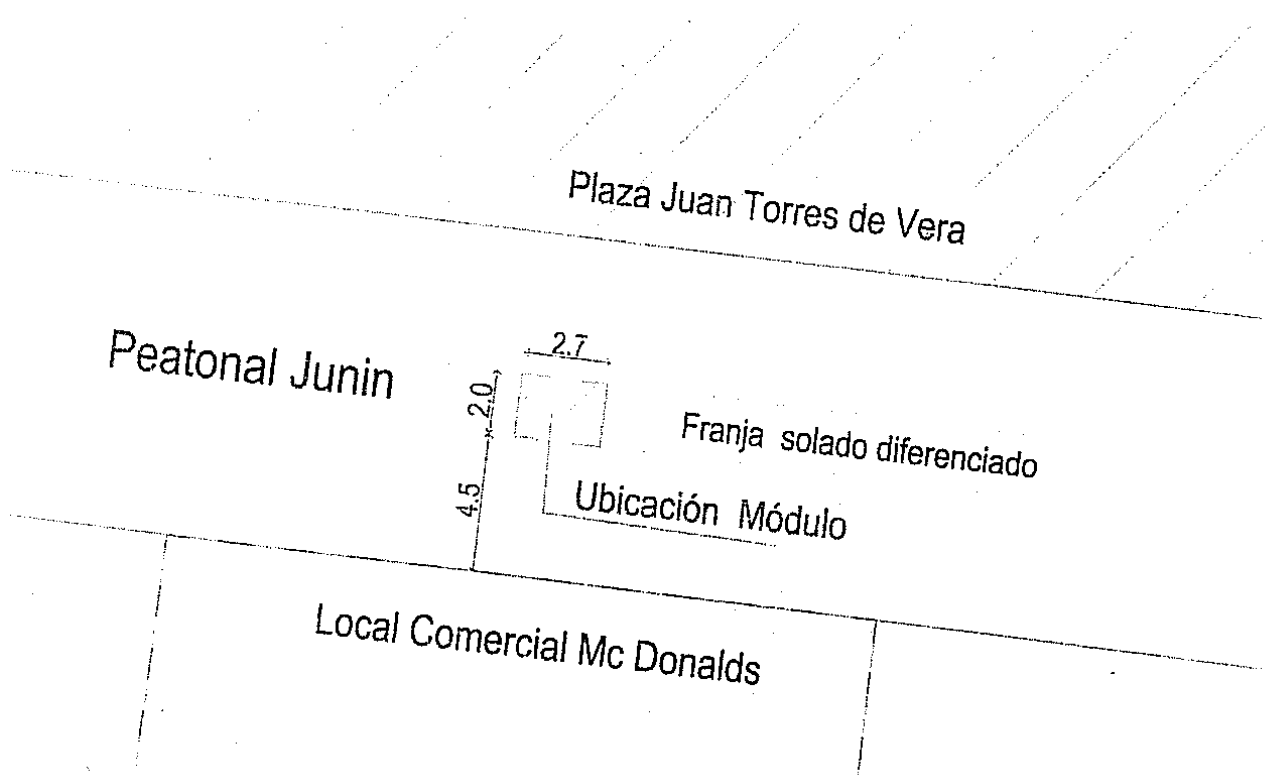 Plaza Juan Torres de Vera
Peatonal Junin
2.7
2.0
Franja solado diferenciado
4.5
Ubicación Módulo
Local Comercial Mc Donalds